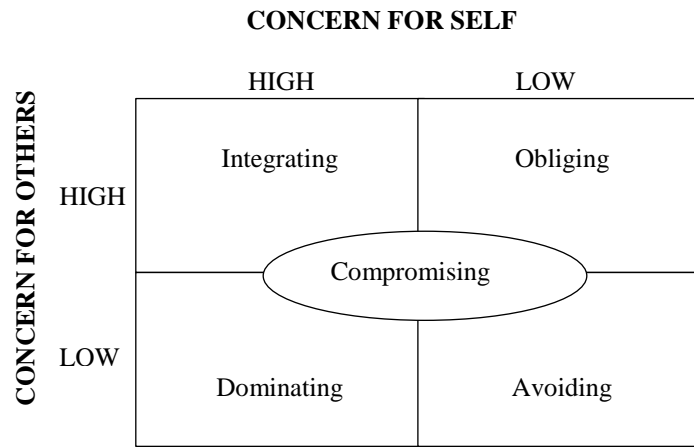 CONCERN FOR SELF
HIGH LOW
CONCERN FOR OTHERS
Integrating Obliging
HIGH
Compromising
LOW
Dominating Avoiding